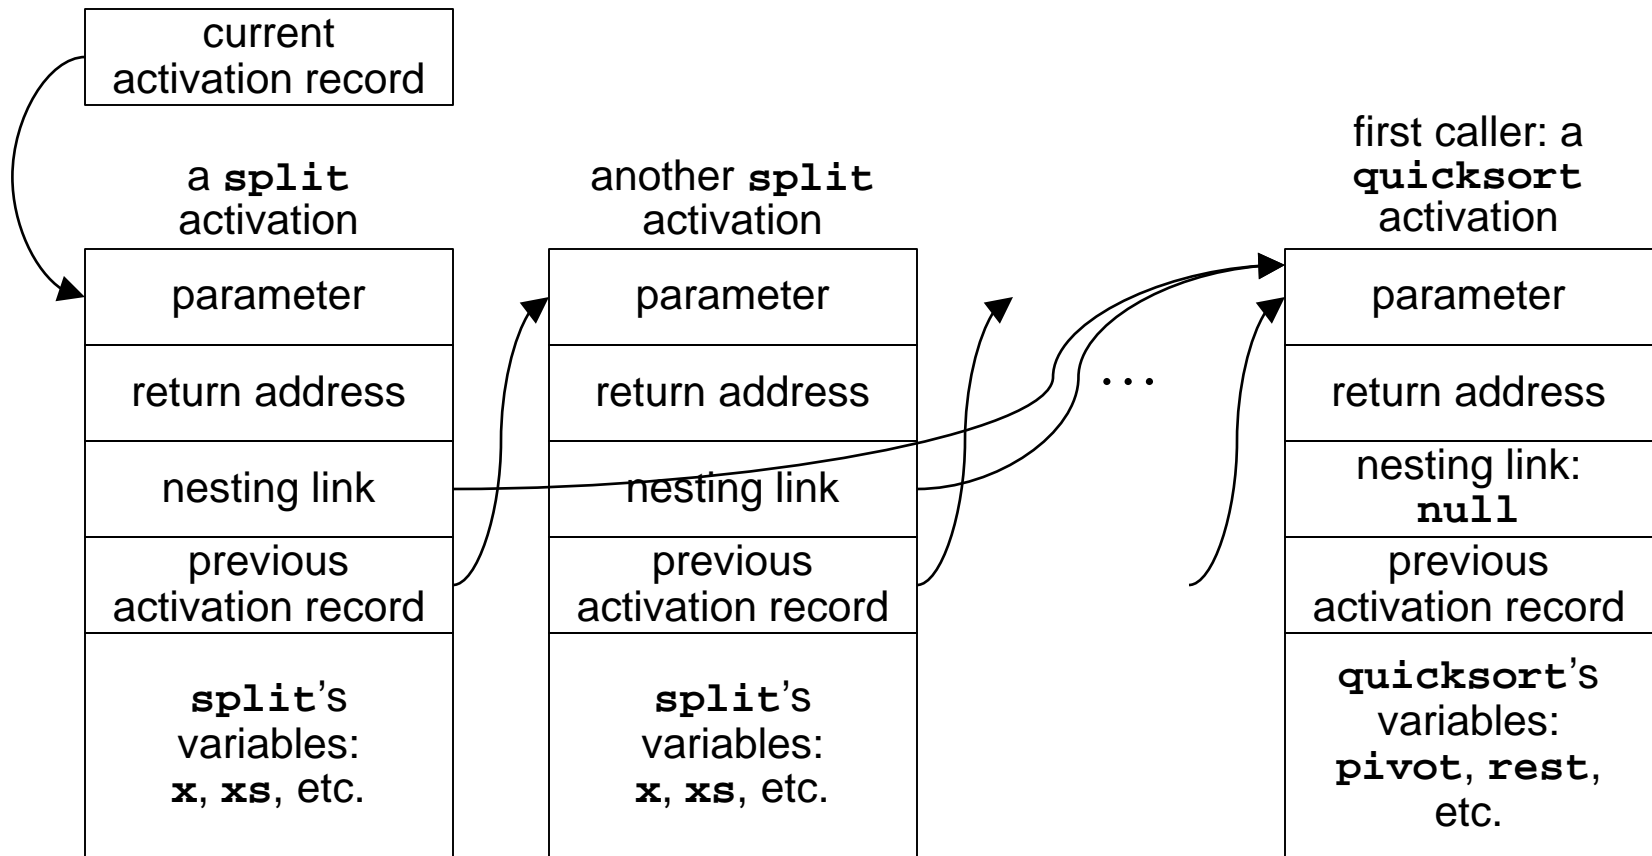 current
activation record
a split
activation
parameter
return address
nesting link
previous
activation record
split's
variables:
x, xs, etc.
another split
activation
parameter
return address
nesting link
previous
activation record
split's
variables:
x, xs, etc.
...
first caller: a
quicksort
activation
parameter
return address
nesting link:
null
previous
activation record
quicksort's
variables:
pivot, rest,
etc.